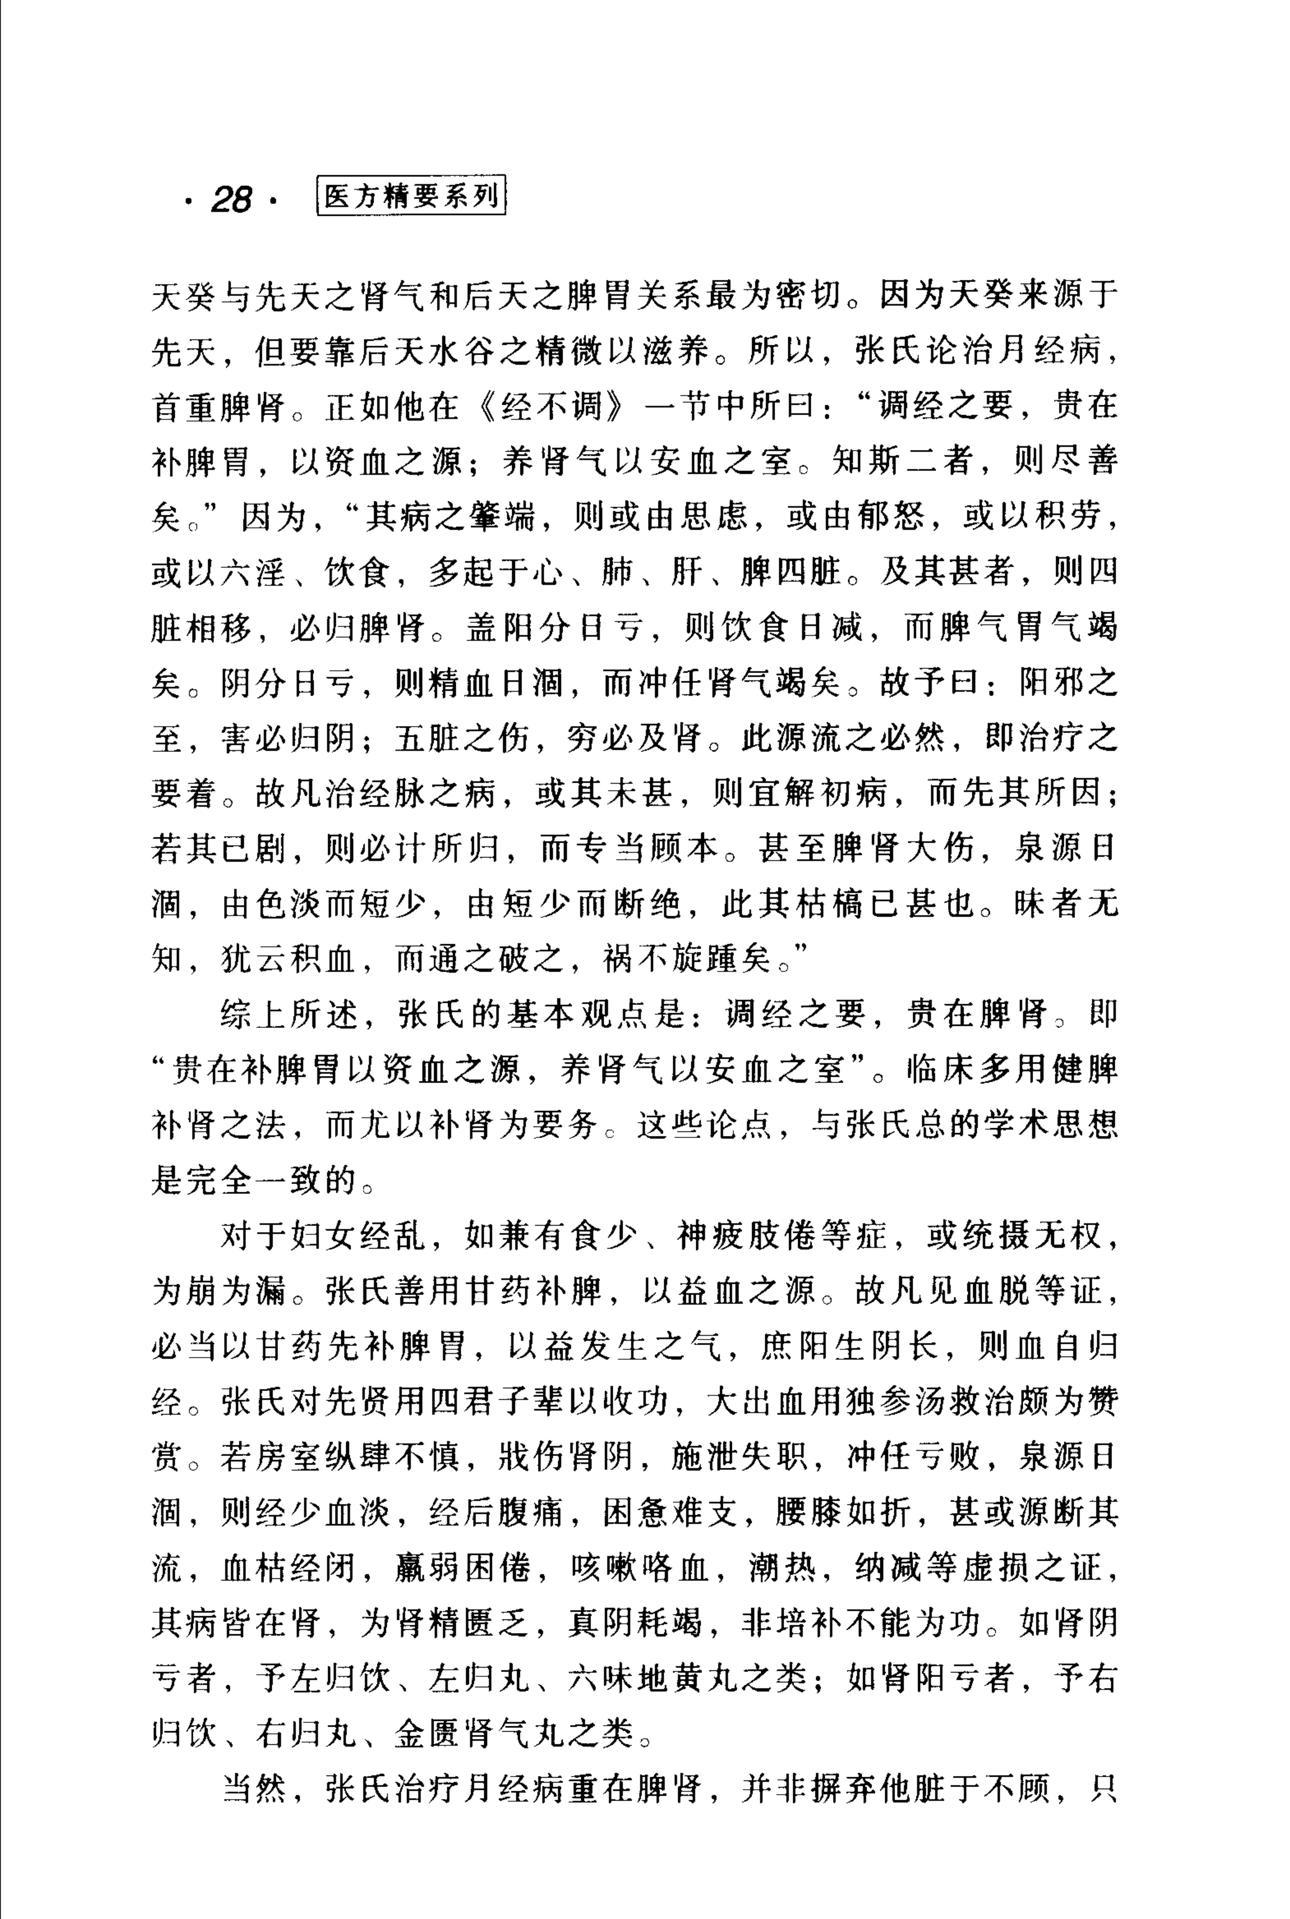 · 28 · 医方精要系列
天癸与先天之肾气和后天之脾胃关系最为密切。因为天癸来源于
先天，但要靠后天水谷之精微以滋养。所以，张氏论治月经病，
首重脾肾。正如他在《经不调》一节中所曰：“调经之要，贵在
补脾胃，以资血之源；养肾气以安血之室。知斯二者，则尽善
矣。”因为，“其病之肇端，则或由思虑，或由郁怒，或以积劳，
或以六淫、饮食，多起于心、肺、肝、脾四脏。及其甚者，则四
脏相移，必归脾肾。盖阳分日亏，则饮食日减，而脾气胃气竭
矣。阴分日亏，则精血日涸，而冲任肾气竭矣。故予曰：阳邪之
至，害必归阴；五脏之伤，穷必及肾。此源流之必然，即治疗之
要着。故凡治经脉之病，或其未甚，则宜解初病，而先其所因；
若其已剧，则必计所归，而专当顾本。甚至脾肾大伤，泉源日
涸，由色淡而短少，由短少而断绝，此其枯槁已甚也。昧者无
知，犹云积血，而通之破之，祸不旋踵矣。”
综上所述，张氏的基本观点是：调经之要，贵在脾肾。即
“贵在补脾胃以资血之源，养肾气以安血之室”。临床多用健脾
补肾之法，而尤以补肾为要务。这些论点，与张氏总的学术思想
是完全一致的。
对于妇女经乱，如兼有食少、神疲肢倦等症，或统摄无权，
为崩为漏。张氏善用甘药补脾，以益血之源。故凡见血脱等证，
必当以甘药先补脾胃，以益发生之气，庶阳生阴长，则血自归
经。张氏对先贤用四君子辈以收功，大出血用独参汤救治颇为赞
赏。若房室纵肆不慎，戕伤肾阴，施泄失职，冲任亏败，泉源日
涸，则经少血淡，经后腹痛，困惫难支，腰膝如折，甚或源断其
流，血枯经闭，羸弱困倦，咳嗽咯血，潮热，纳减等虚损之证，
其病皆在肾，为肾精匮乏，真阴耗竭，非培补不能为功。如肾阴
亏者，予左归饮、左归丸、六味地黄丸之类；如肾阳亏者，予右
归饮、右归丸、金匮肾气丸之类。
当然，张氏治疗月经病重在脾肾，并非摒弃他脏于不顾，只